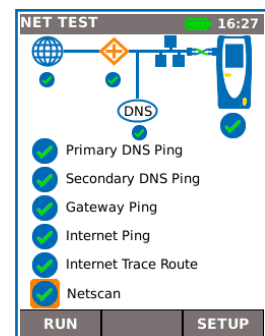 NET TEST 16:27
DNS
Primary DNS Ping
Secondary DNS Ping
Gateway Ping
Internet Ping
Internet Trace Route
Netscan
RUN SETUP